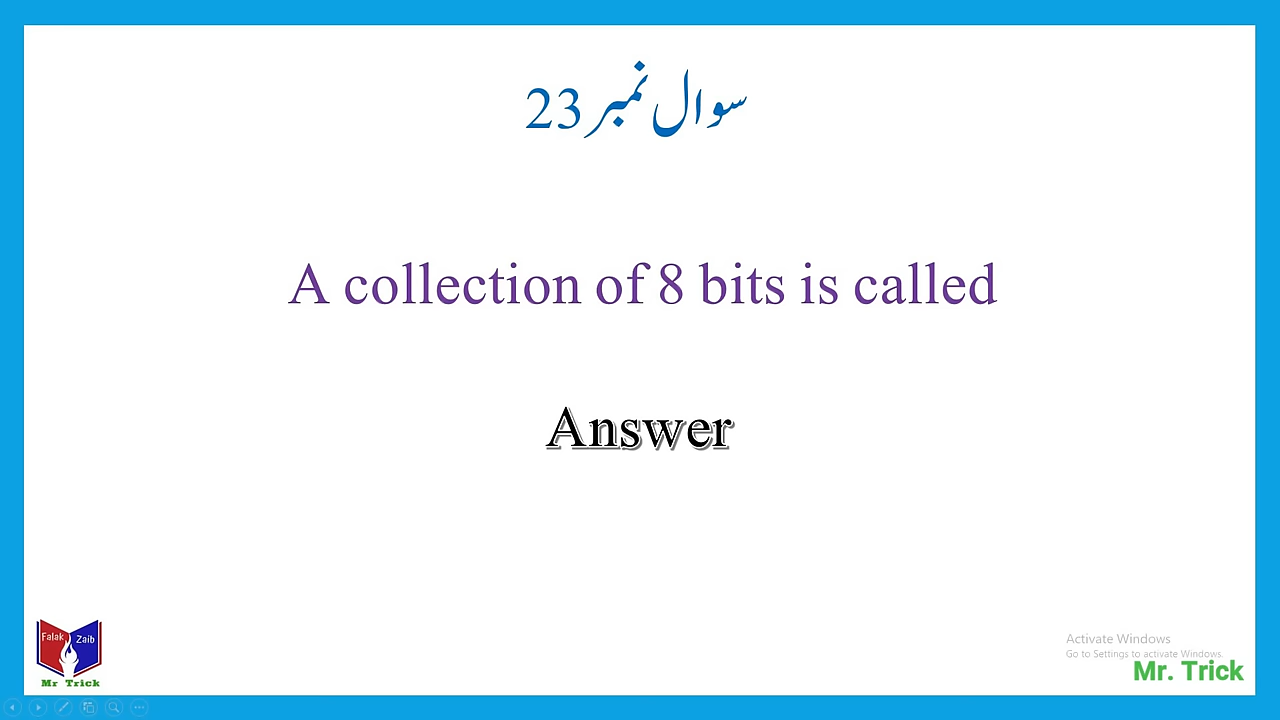 سوال نمبر 23
A collection of 8 bits is called
Answer
Falak Zaib
Mr Trick
Activate Windows
Go to Settings to activate Windows.
Mr. Trick